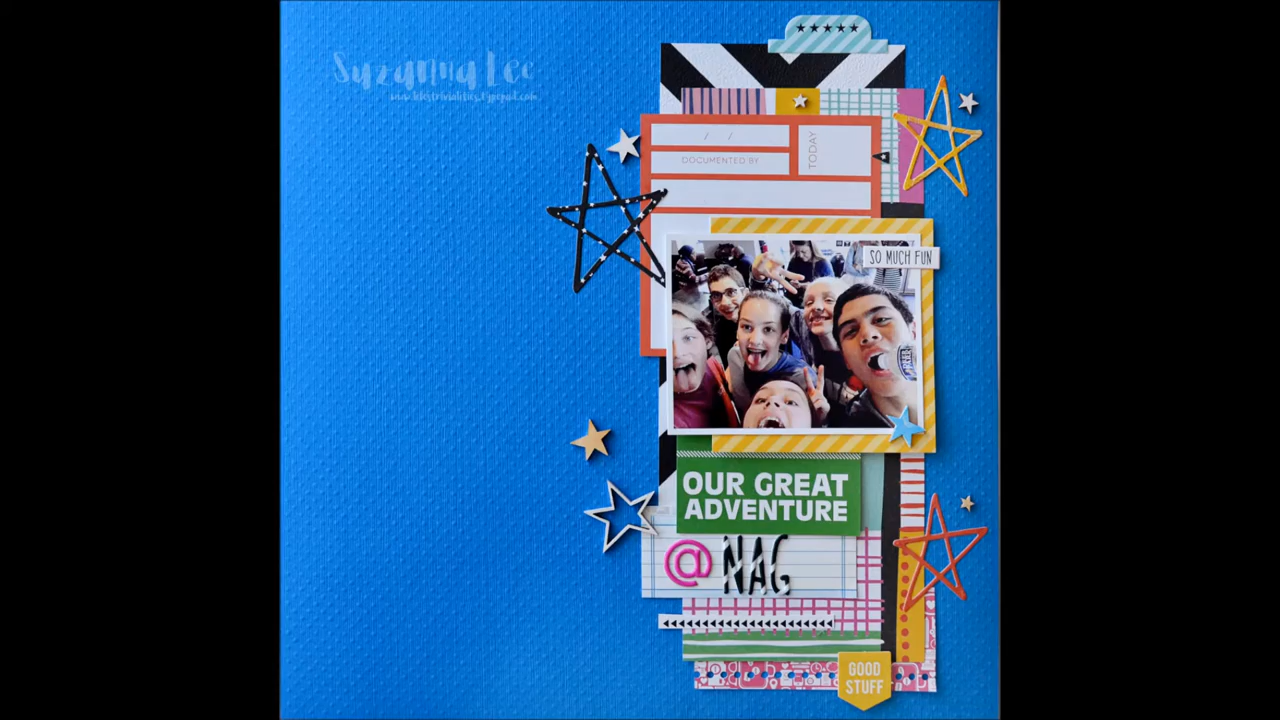 Suzanna Lee
/ /
DOCUMENTED BY
TODAY
SO MUCH FUN
OUR GREAT
ADVENTURE
@ NAG
GOOD
STUFF